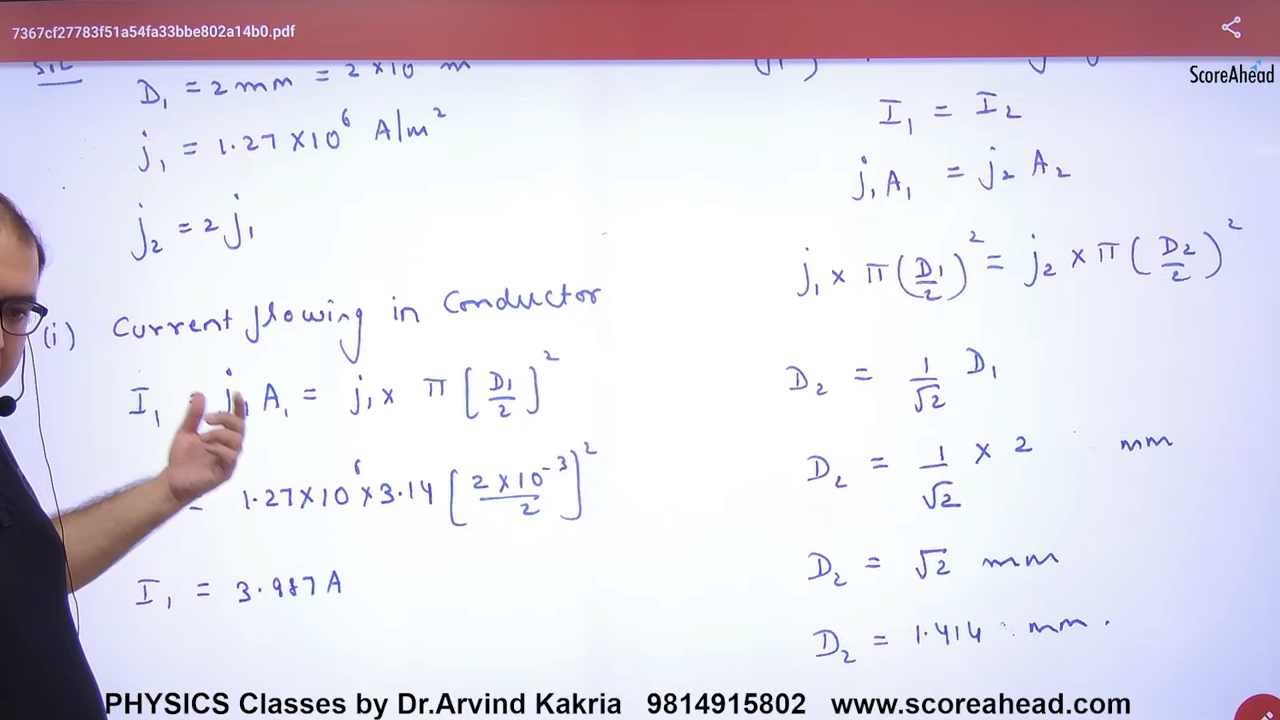 7367cf27783f51a54fa33bbe802a14b0.pdf
ScoreAhead
D₁ = 2 mm = 2 × 10 m
j₁ = 1.27 × 10⁶ A/m²
j₂ = 2 j₁
(i) Current flowing in Conductor
I₁ = j₁ A₁ = j₁ × π [D₁/2]²
= 1.27 × 10⁶ × 3.14 [2 × 10⁻³/2]²
I₁ = 3.987 A
I₁ = I₂
j₁ A₁ = j₂ A₂
j₁ × π (D₁/2)² = j₂ × π (D₂/2)²
D₂ = 1/√2 D₁
D₂ = 1/√2 × 2 mm
D₂ = √2 mm
D₂ = 1.414 mm.
PHYSICS Classes by Dr.Arvind Kakria 9814915802 www.scoreahead.com